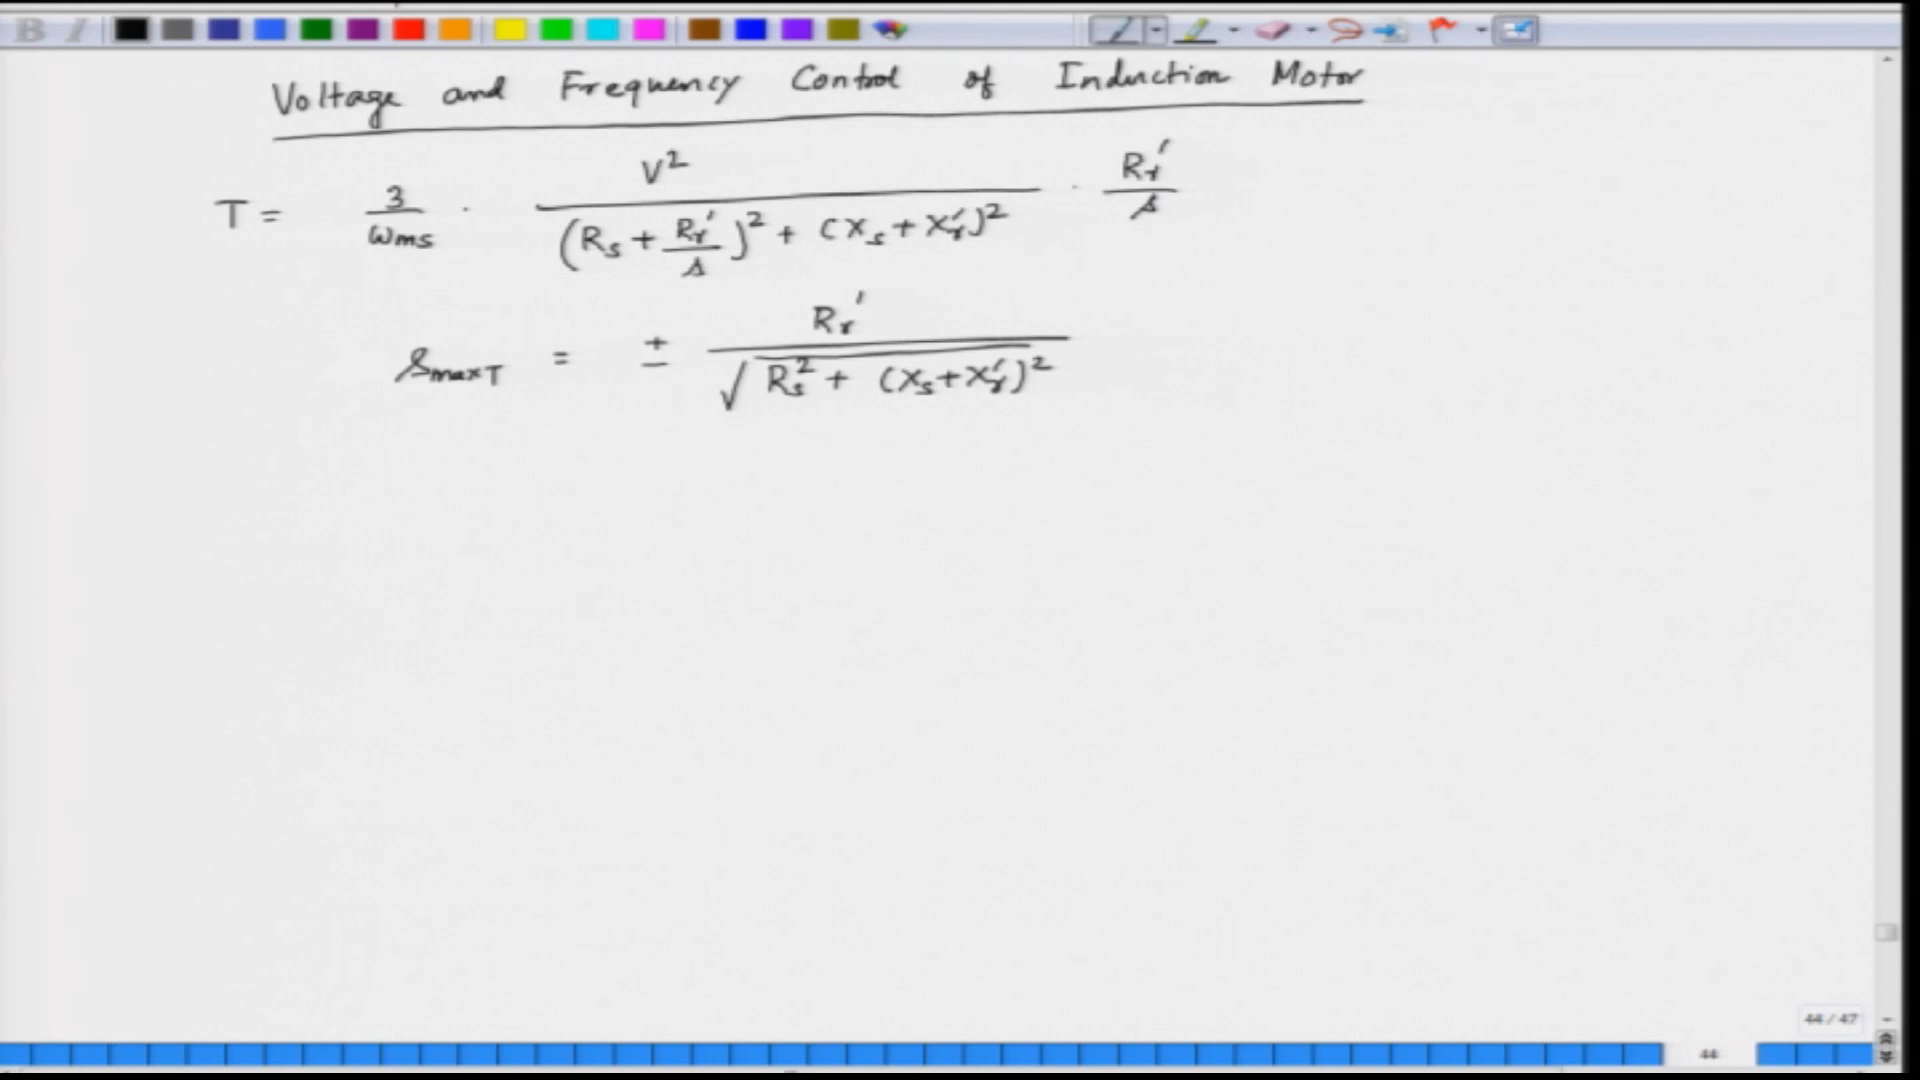 B I
Voltage and Frequency Control of Induction Motor
T = 3/ωms · V²/((Rs + Rr'/s)² + (Xs + Xr')²) · Rr'/s
smaxT = ± Rr'/√(Rs² + (Xs+Xr')²)
44 / 47
44